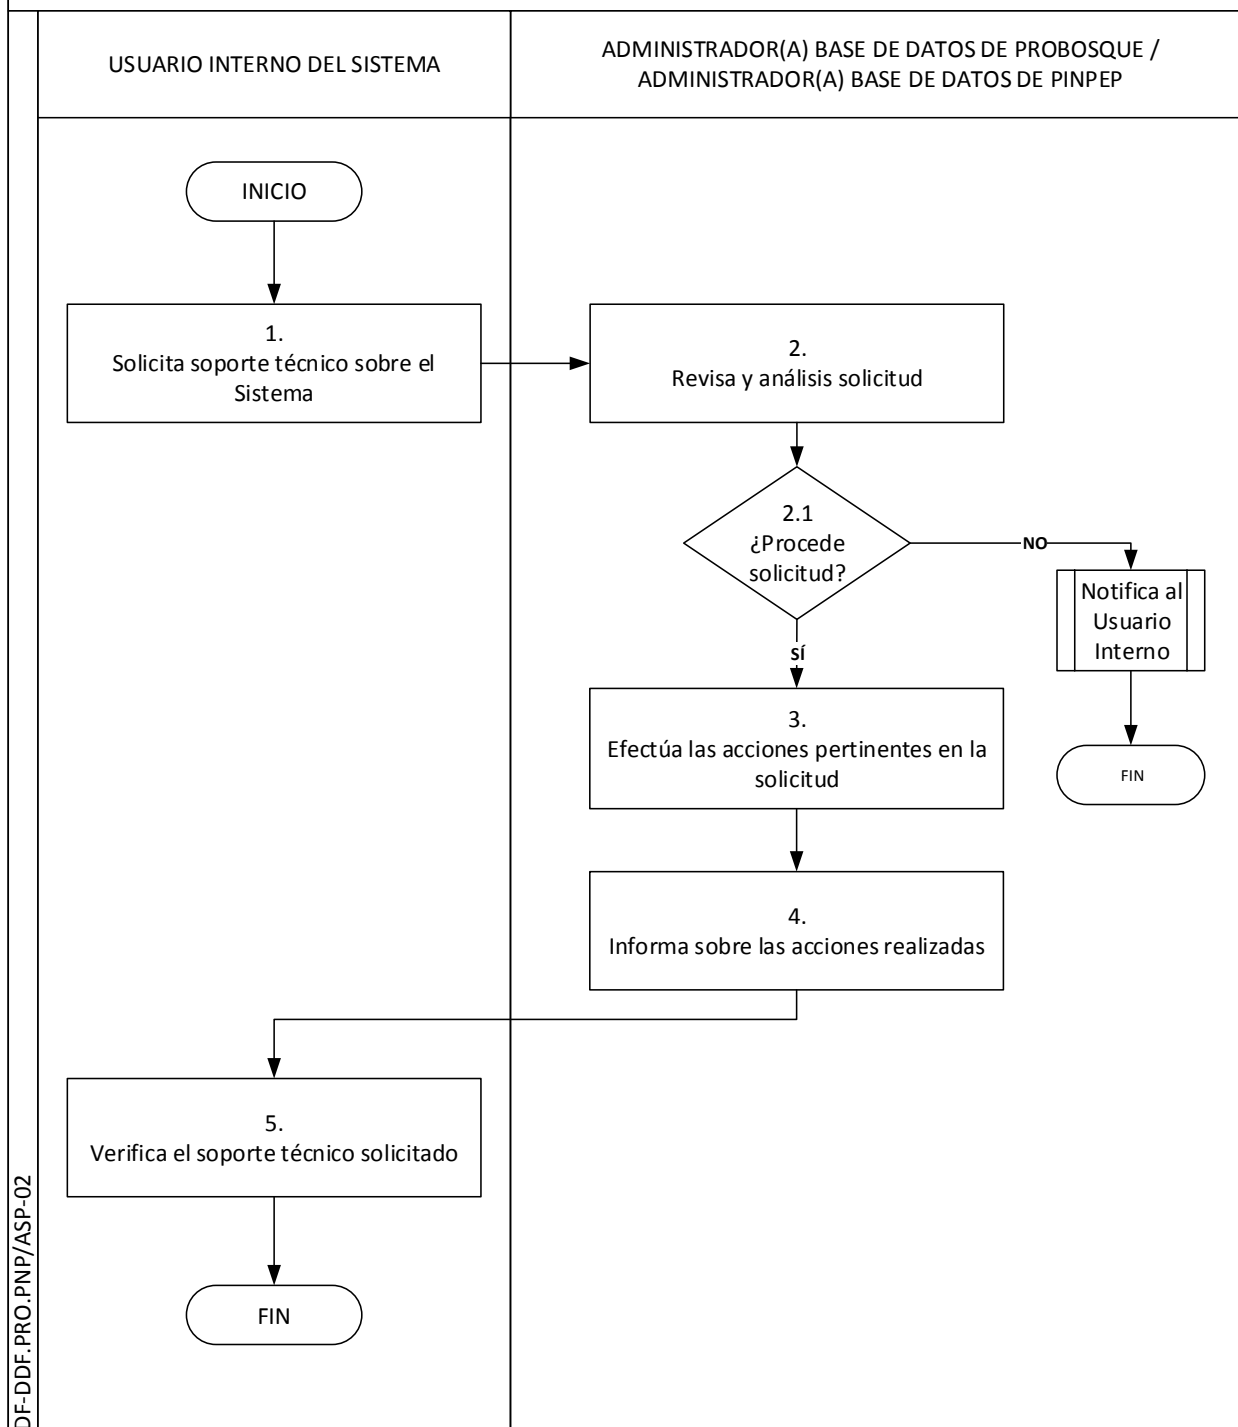 USUARIO INTERNO DEL SISTEMA
ADMINISTRADOR(A) BASE DE DATOS DE PROBOSQUE /
ADMINISTRADOR(A) BASE DE DATOS DE PINPEP
INICIO
1.
Solicita soporte técnico sobre el
Sistema
2.
Revisa y análisis solicitud
2.1
¿Procede
solicitud?
NO
Notifica al
Usuario
Interno
FIN
SÍ
3.
Efectúa las acciones pertinentes en la
solicitud
4.
Informa sobre las acciones realizadas
5.
Verifica el soporte técnico solicitado
FIN
DF-DDF.PRO.PNP/ASP-02